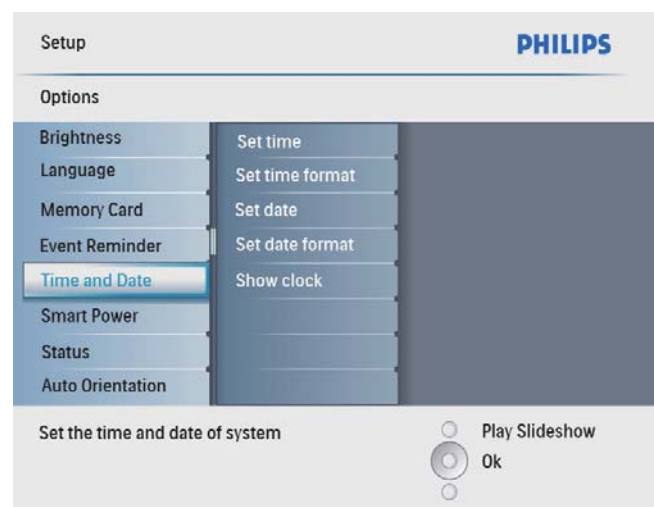 Setup
PHILIPS
Options
Brightness
Language
Memory Card
Event Reminder
Time and Date
Smart Power
Status
Auto Orientation
Set time
Set time format
Set date
Set date format
Show clock
Set the time and date of system
Play Slideshow
Ok